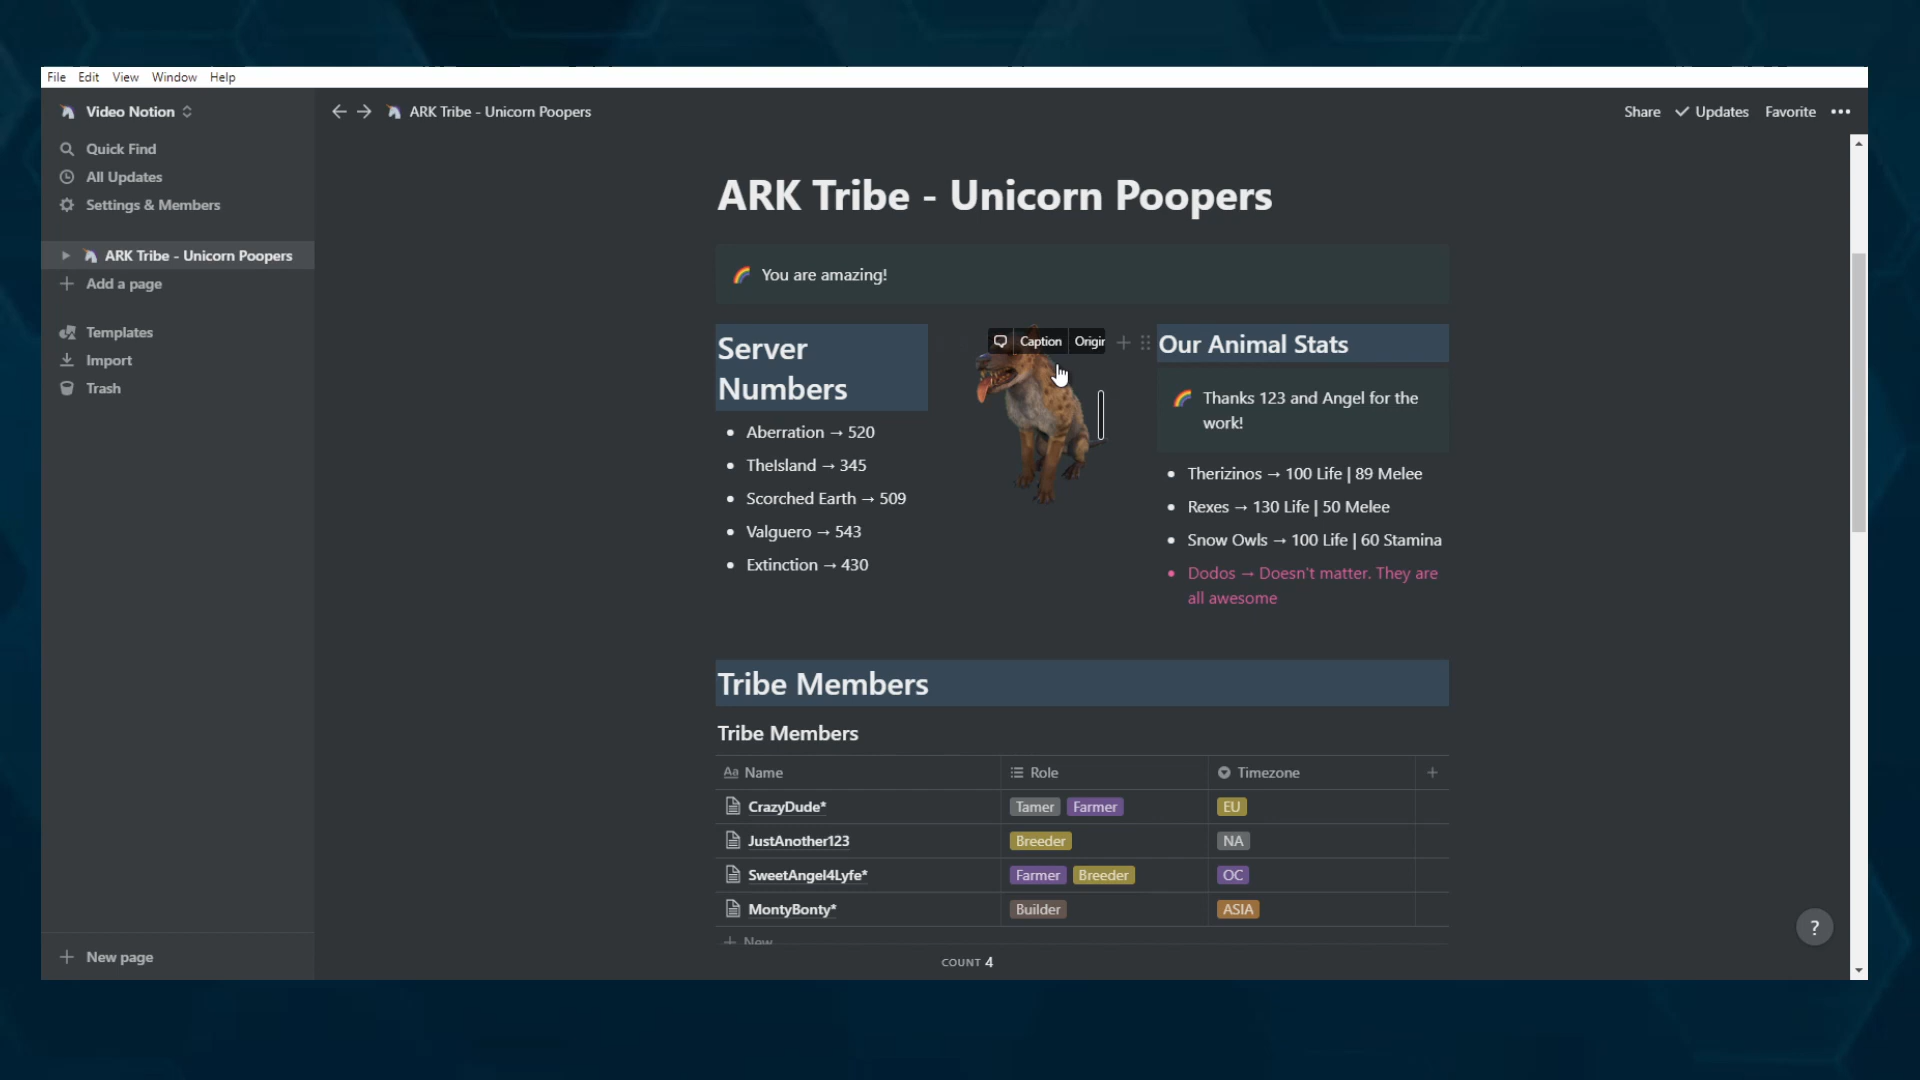 File Edit View Window Help
Video Notion
ARK Tribe - Unicorn Poopers
Share Updates Favorite •••
Quick Find
All Updates
Settings & Members
ARK Tribe - Unicorn Poopers
Add a page
Templates
Import
Trash
New page
ARK Tribe - Unicorn Poopers
You are amazing!
Server
Numbers
• Aberration → 520
• TheIsland → 345
• Scorched Earth → 509
• Valguero → 543
• Extinction → 430
Caption Origin
Our Animal Stats
Thanks 123 and Angel for the
work!
• Therizinos → 100 Life | 89 Melee
• Rexes → 130 Life | 50 Melee
• Snow Owls → 100 Life | 60 Stamina
• Dodos → Doesn't matter. They are
all awesome
Tribe Members
Tribe Members
Aa Name Role Timezone +
CrazyDude* Tamer Farmer EU
JustAnother123 Breeder NA
SweetAngel4Lyfe* Farmer Breeder OC
MontyBonty* Builder ASIA
+ New
COUNT 4
?